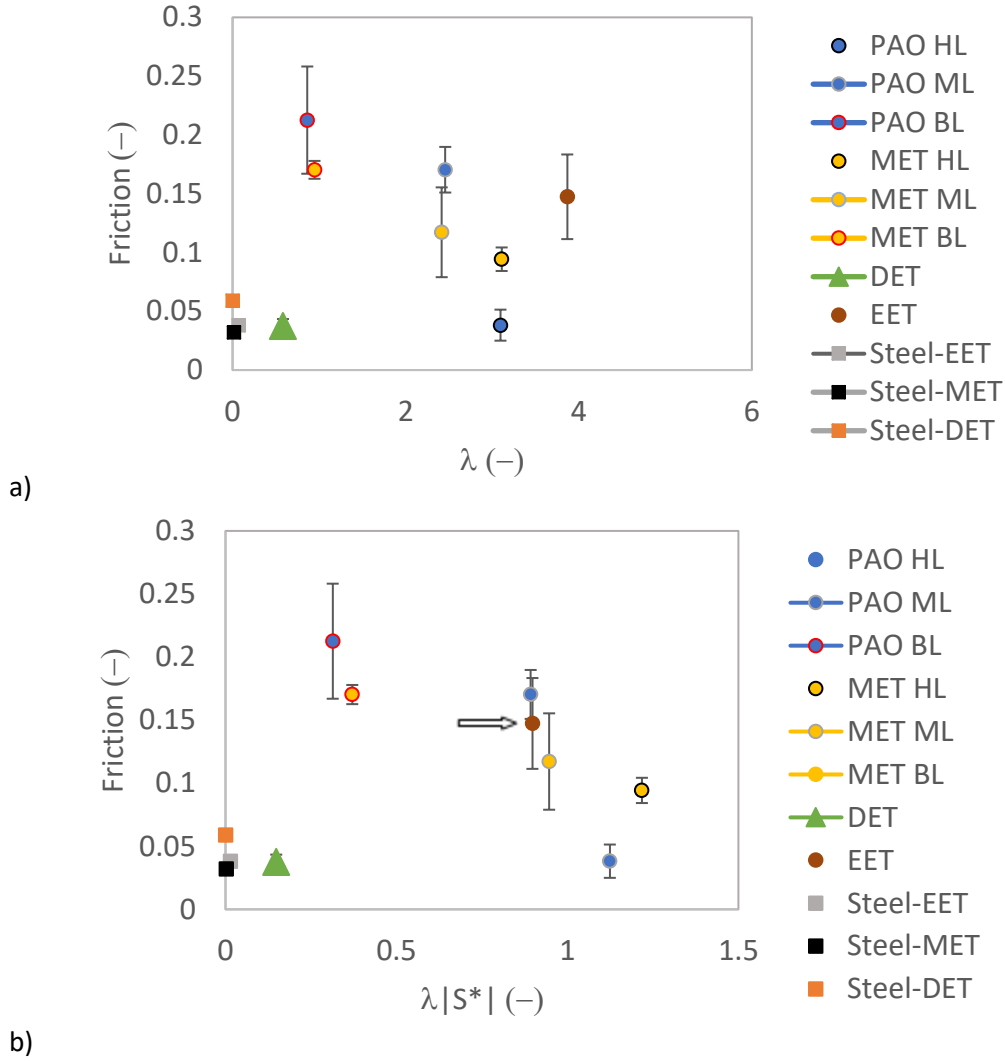 0.3
0.25
0.2
0.15
0.1
0.05
0
Friction (–)
0 2 4 6
λ (–)
PAO HL
PAO ML
PAO BL
MET HL
MET ML
MET BL
DET
EET
Steel-EET
Steel-MET
Steel-DET
a)
0.3
0.25
0.2
0.15
0.1
0.05
0
Friction (–)
0 0.5 1 1.5
λ|S*| (–)
PAO HL
PAO ML
PAO BL
MET HL
MET ML
MET BL
DET
EET
Steel-EET
Steel-MET
Steel-DET
b)